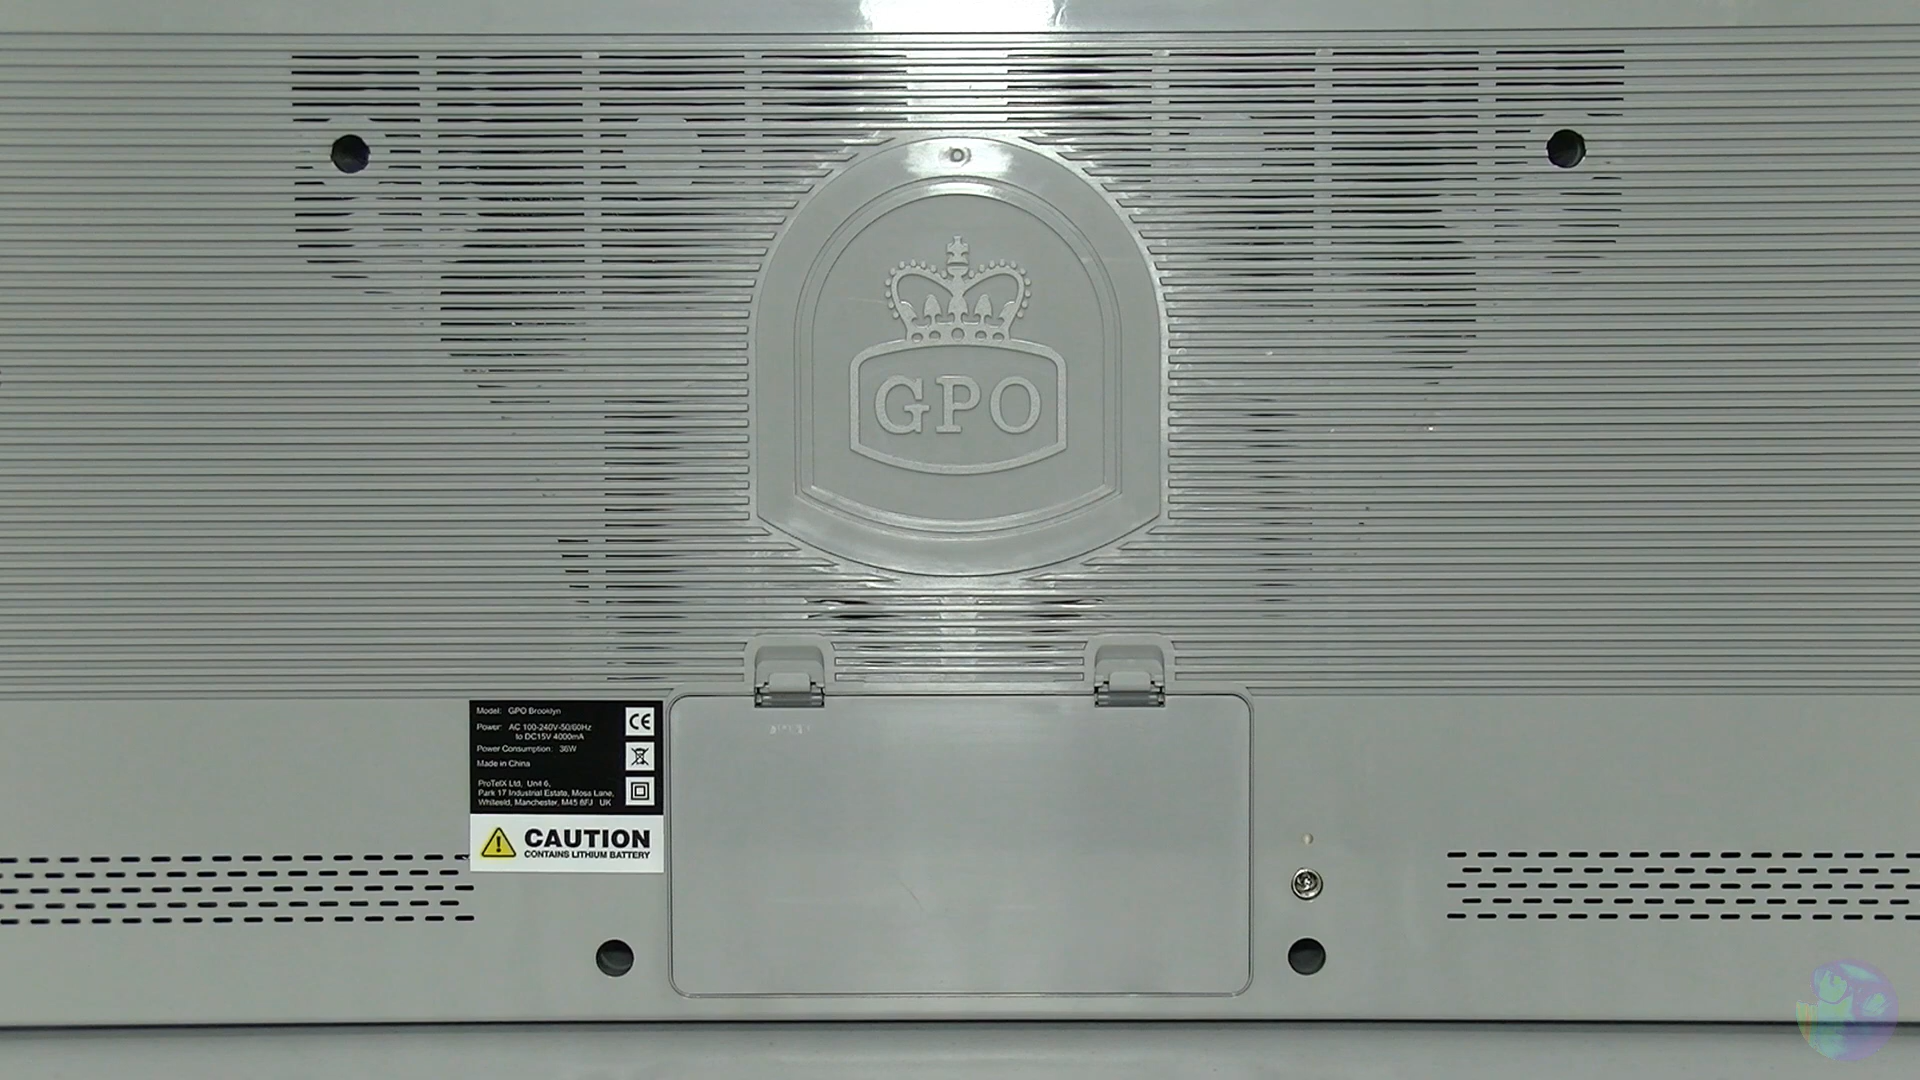 GPO
Model: GPO Brooklyn
Power: AC 100-240V-50/60Hz
to DC15V 4000mA
Power Consumption: 36W
Made in China
ProTelX Ltd, Unit 6,
Park 17 Industrial Estate, Moss Lane,
Whitefield, Manchester, M45 8FJ UK
CE
CAUTION
CONTAINS LITHIUM BATTERY